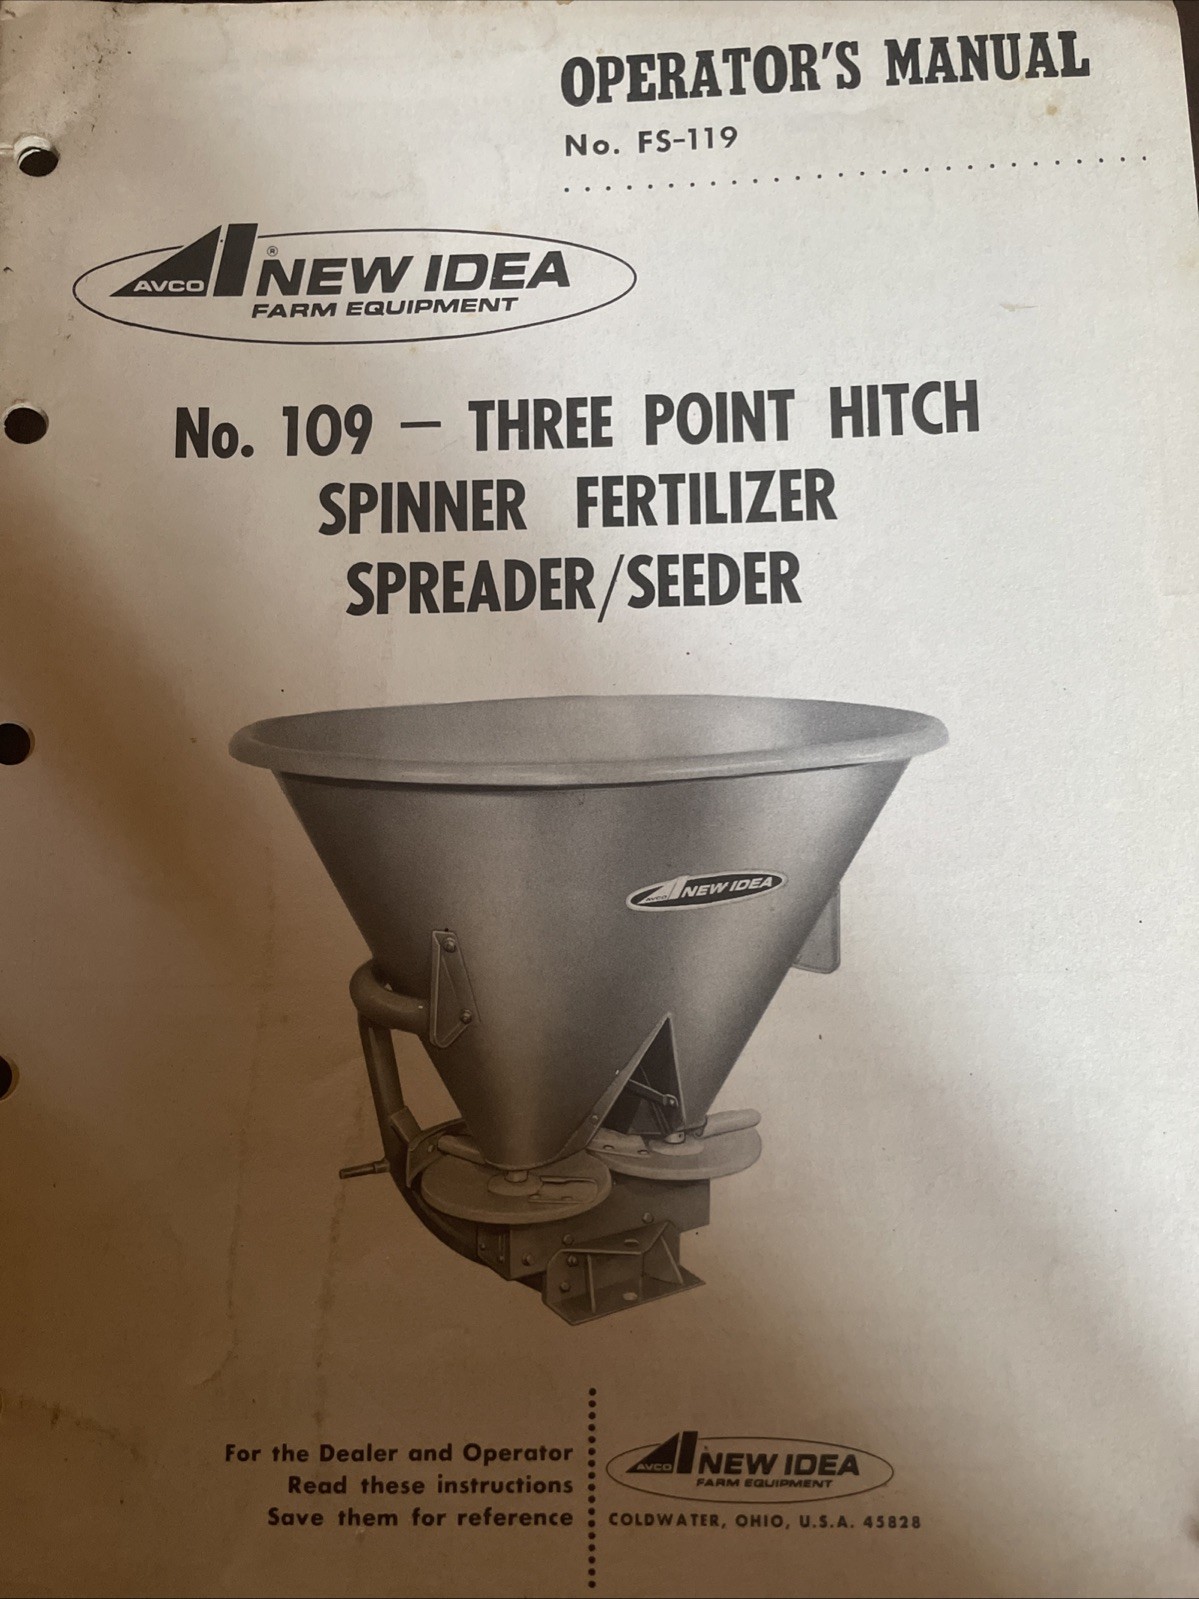 OPERATOR'S MANUAL
No. FS-119
AVCO ® NEW IDEA
FARM EQUIPMENT
No. 109 — THREE POINT HITCH
SPINNER FERTILIZER
SPREADER/SEEDER
AVCO NEW IDEA
For the Dealer and Operator
Read these instructions
Save them for reference
AVCO ® NEW IDEA
FARM EQUIPMENT
COLDWATER, OHIO, U.S.A. 45828